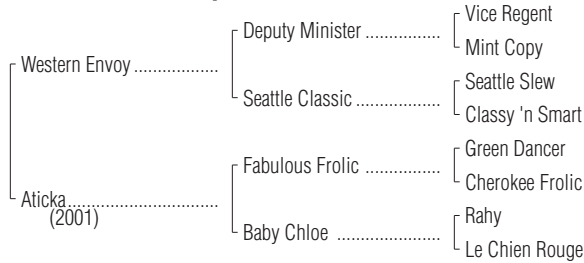 Vice Regent
Deputy Minister ................
Mint Copy
Western Envoy ..................
Seattle Slew
Seattle Classic ....................
Classy 'n Smart
Green Dancer
Fabulous Frolic ................
Cherokee Frolic
Aticka................................
(2001)
Rahy
Baby Chloe ......................
Le Chien Rouge